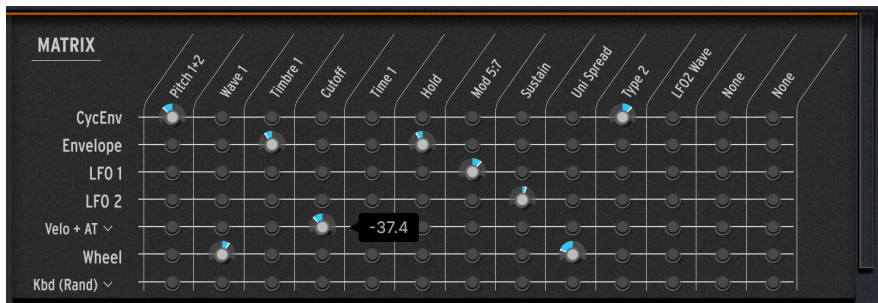 MATRIX
Pitch 1+2
Wave 1
Timbre 1
Cutoff
Time 1
Hold
Mod 5:7
Sustain
Uni Spread
Type 2
LFO2 Wave
None
None
CycEnv
Envelope
LFO 1
LFO 2
Velo + AT
-37.4
Wheel
Kbd (Rand)